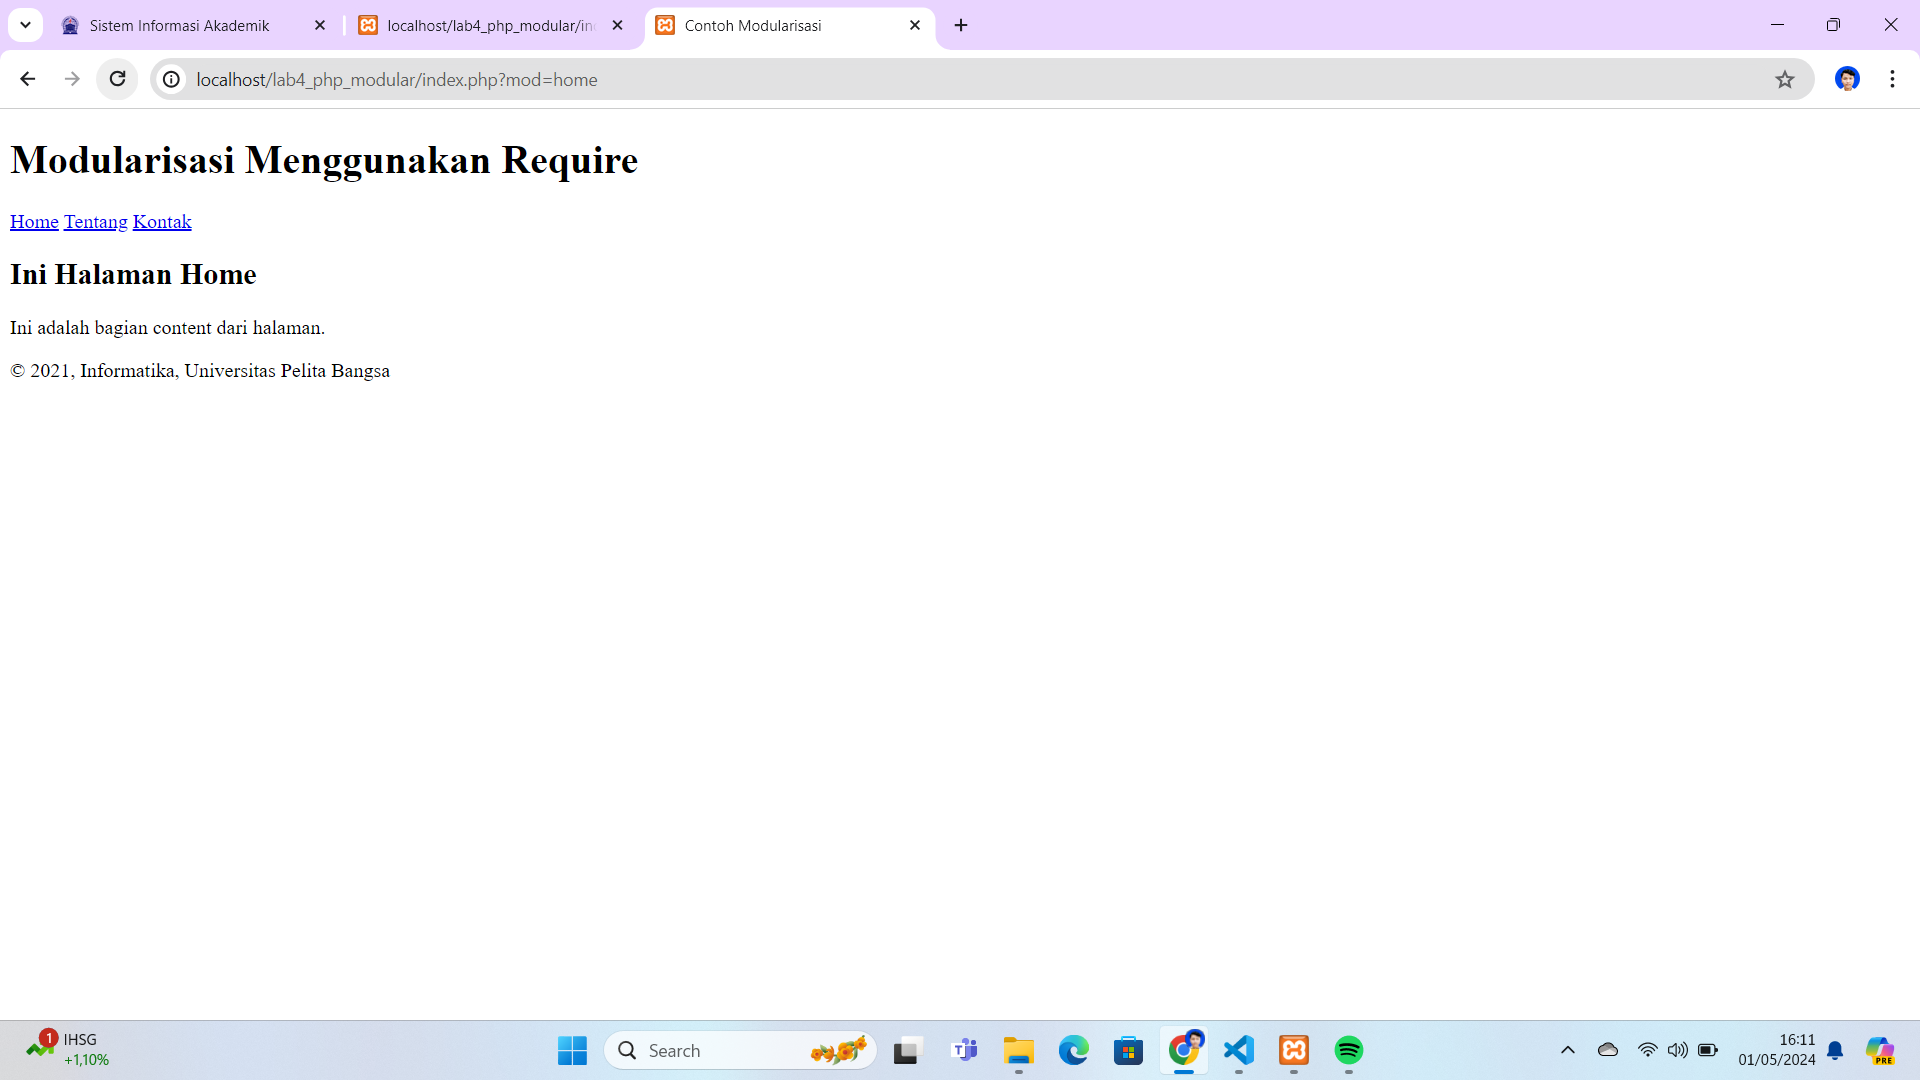 Sistem Informasi Akademik
localhost/lab4_php_modular/in
Contoh Modularisasi
localhost/lab4_php_modular/index.php?mod=home
Modularisasi Menggunakan Require
Home Tentang Kontak
Ini Halaman Home
Ini adalah bagian content dari halaman.
© 2021, Informatika, Universitas Pelita Bangsa
1
IHSG
+1,10%
Search
T
PRE
16:11
01/05/2024